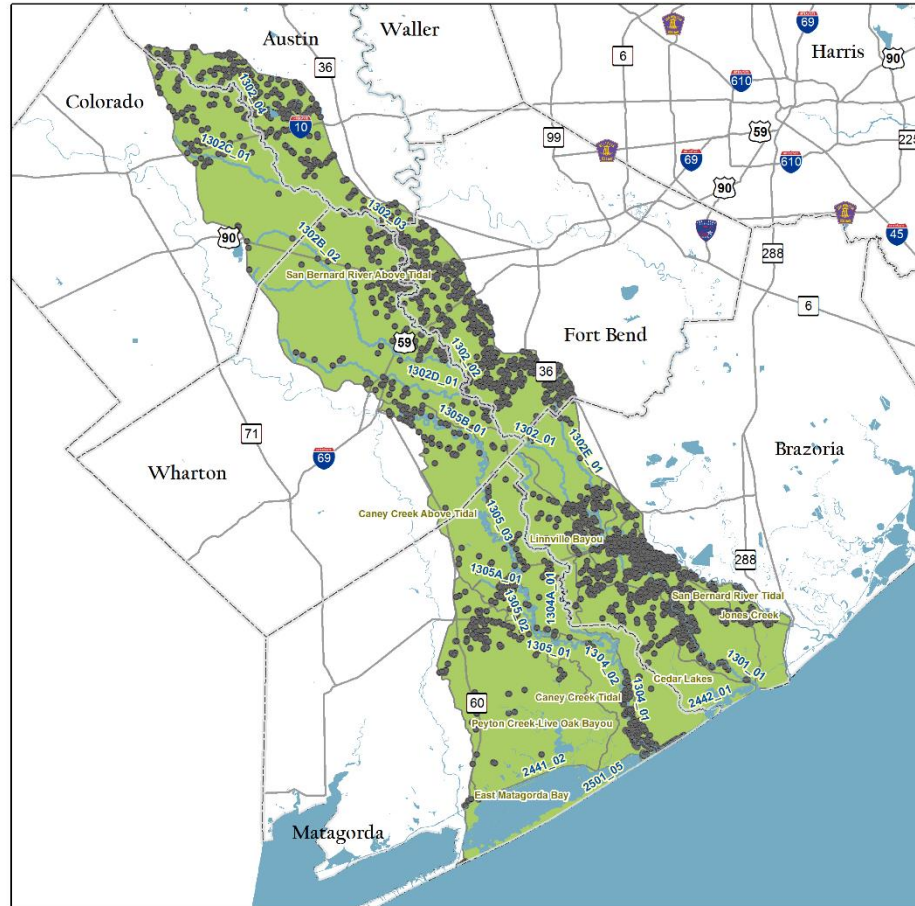 Waller
Austin
69
Harris
36
6
90
610
Colorado
1302_04
10
99
59
225
1302C_01
69
610
90
1302_03
90
1302B_02
45
288
San Bernard River Above Tidal
6
Fort Bend
59
1302_02
36
1302D_01
1305B_01
1302_01
71
1302E_01
69
Brazoria
Wharton
Caney Creek Above Tidal
1305_03
Linnville Bayou
288
1305A_01
1304A_01
San Bernard River Tidal
1305_02
Jones Creek
1305_01
1304_02
1301_01
Cedar Lakes
Caney Creek Tidal
1304_01
2442_01
60
Peyton Creek-Live Oak Bayou
2441_02
2501_05
East Matagorda Bay
Matagorda